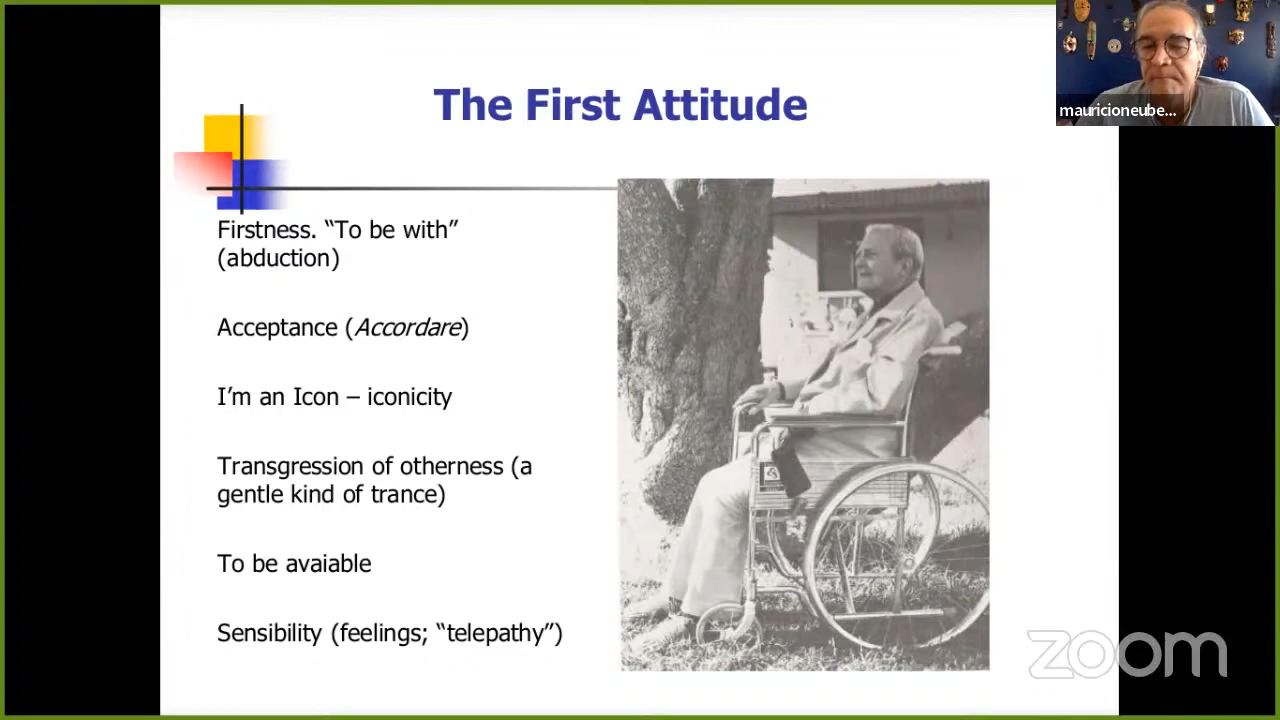 The First Attitude
mauricioneube...
Firstness. “To be with”
(abduction)
Acceptance (Accordare)
I’m an Icon – iconicity
Transgression of otherness (a
gentle kind of trance)
To be avaiable
Sensibility (feelings; “telepathy”)
zoom